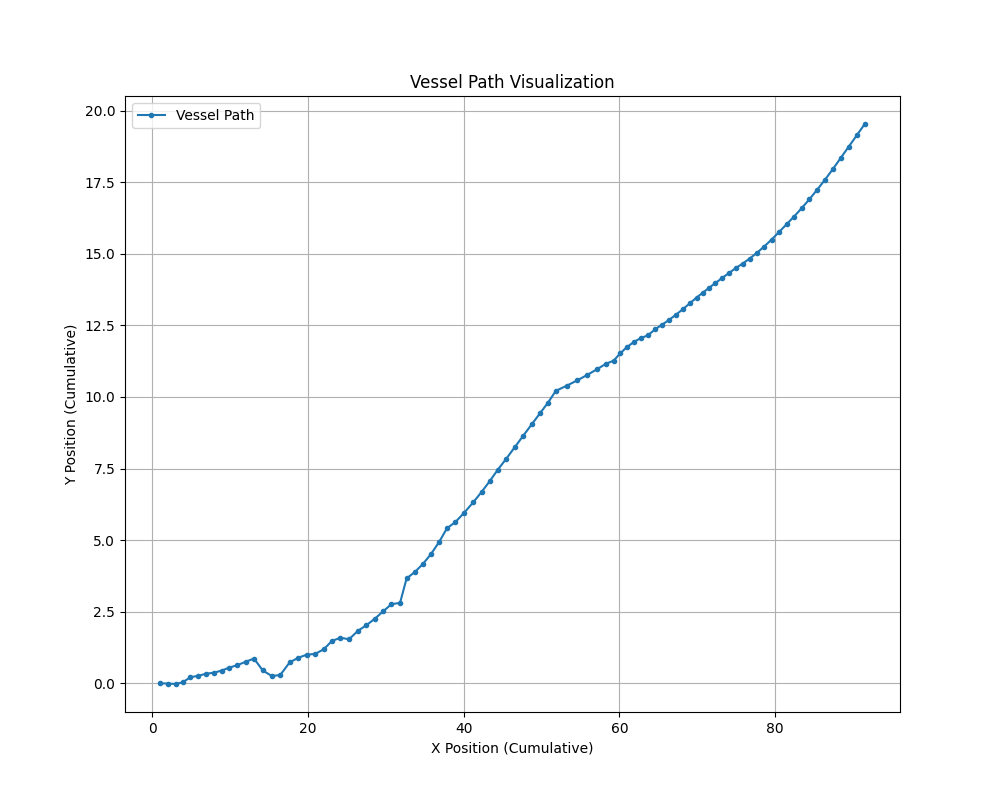 Vessel Path Visualization
Vessel Path
Y Position (Cumulative)
20.0
17.5
15.0
12.5
10.0
7.5
5.0
2.5
0.0
0 20 40 60 80
X Position (Cumulative)